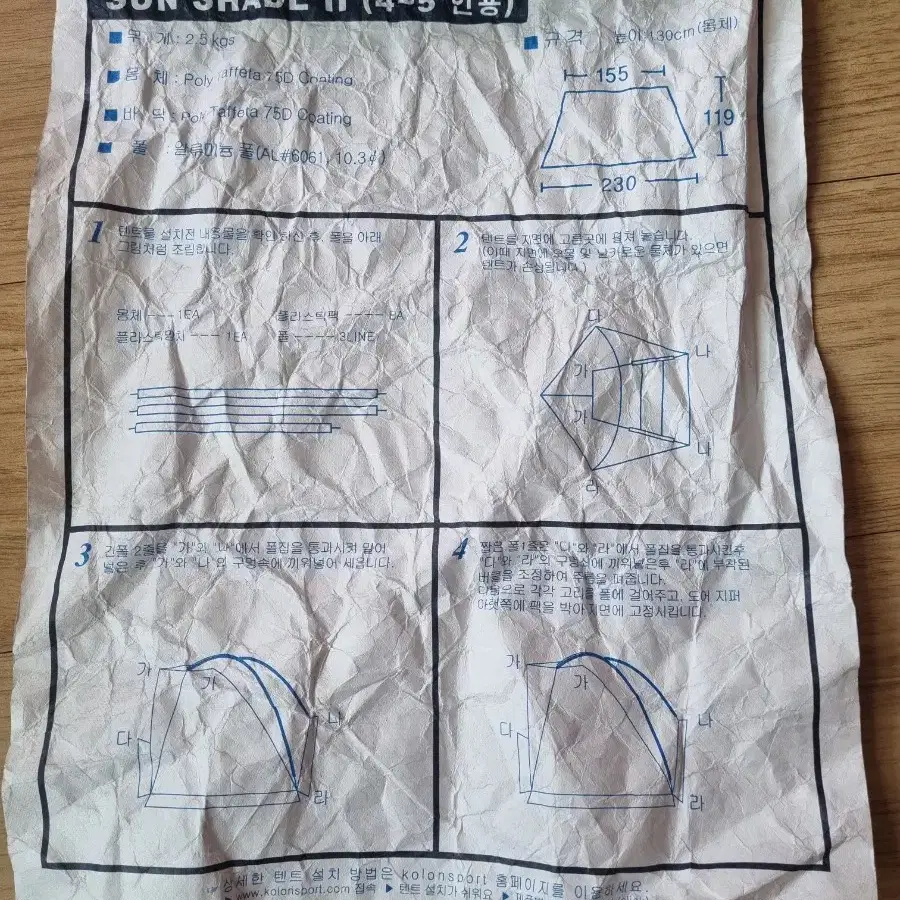 SUN SHADE II (4~5 인용)
■ 무 게 : 2.5kgs
■ 몸 체 : Poly Taffeta 75D Coating
■ 바 닥 : Poly Taffeta 75D Coating
■ 폴 : 알루미늄 폴(AL#6061, 10.3∮)
■ 규 격 높이 130cm(몸체)
155
119
230
1 텐트를 설치전 내용물을 확인 하신 후, 폴을 아래
그림처럼 조립합니다.
몸체 --- 1EA 플라스틱팩 ---- EA
플라스틱 --- 1EA 폴 ---- 3LINE
2 텐트를 지면에 고른곳에 펼쳐 놓습니다.
(이때 지면에 돌 및 날카로운 물체가 있으면
텐트가 손상됩니다.)
다
나
가
가
나
라
3 긴폴 2줄을 "가"와 "나"에서 폴집을 통과시켜 밀어
넣은 후 "가"와 "나"의 구멍속에 끼워넣어 세웁니다.
가
가
나
다
라
4 짧은 폴1줄은 "다"와 "라"에서 폴집을 통과시킨후
"다"와 "라"의 구멍속에 끼워넣은후 "라"에 부착된
버클을 조정하여 주름을 펴줍니다.
다음으로 각각 고리를 폴에 걸어주고, 도어 지퍼
아랫쪽에 팩을 박아 지면에 고정시킵니다.
가
가
나
다
라
상세한 텐트 설치 방법은 kolonsport 홈페이지를 이용하세요.
▶ www.kolonsport.com 접속 ▶ 텐트 설치가 쉬워요 ▶